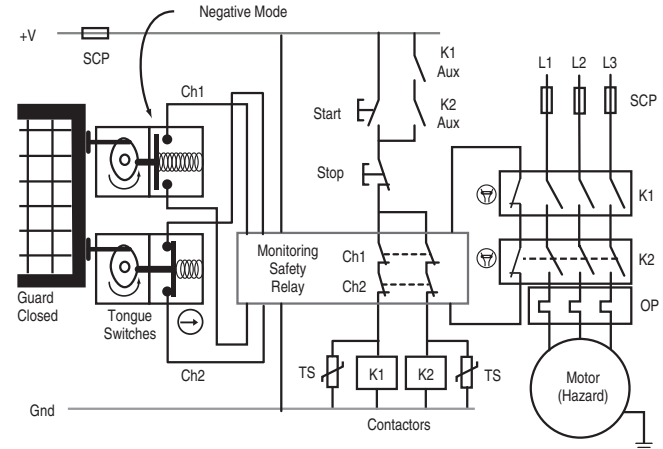 Negative Mode
+V
SCP
Ch1
K1
Aux
K2
Aux
Start
Stop
L1 L2 L3
SCP
K1
K2
OP
Guard
Closed
Tongue
Switches
Monitoring
Safety
Relay
Ch1
Ch2
Ch2
TS
K1
K2
TS
Motor
(Hazard)
Gnd
Contactors